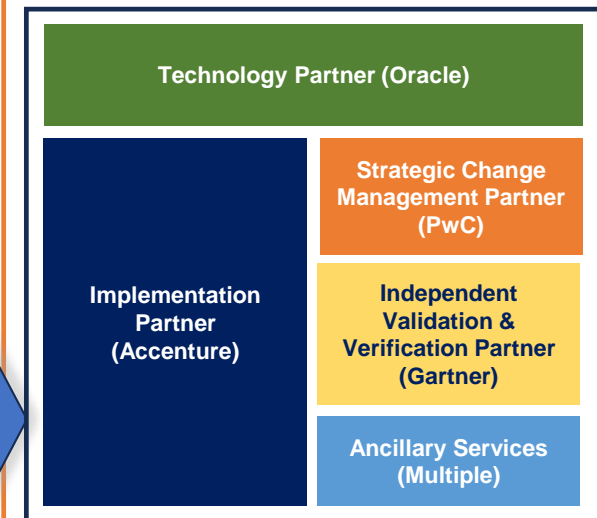 Technology Partner (Oracle)
Implementation
Partner
(Accenture)
Strategic Change
Management Partner
(PwC)
Independent
Validation &
Verification Partner
(Gartner)
Ancillary Services
(Multiple)